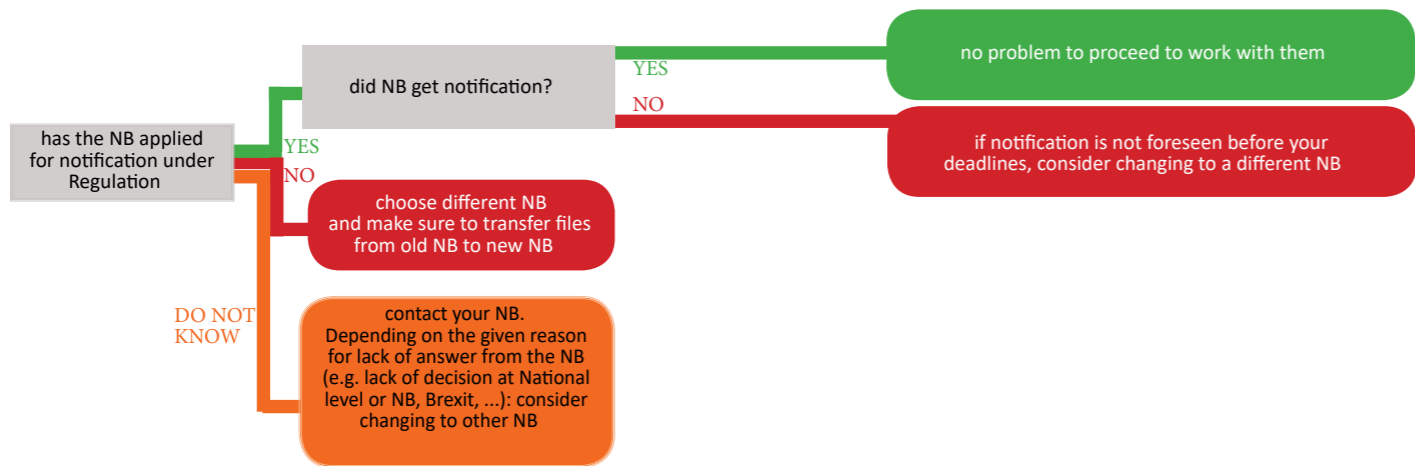 has the NB applied
for notification under
Regulation
YES
NO
DO NOT
KNOW
did NB get notification?
YES
NO
no problem to proceed to work with them
if notification is not foreseen before your
deadlines, consider changing to a different NB
choose different NB
and make sure to transfer files
from old NB to new NB
contact your NB.
Depending on the given reason
for lack of answer from the NB
(e.g. lack of decision at National
level or NB, Brexit, ...): consider
changing to other NB